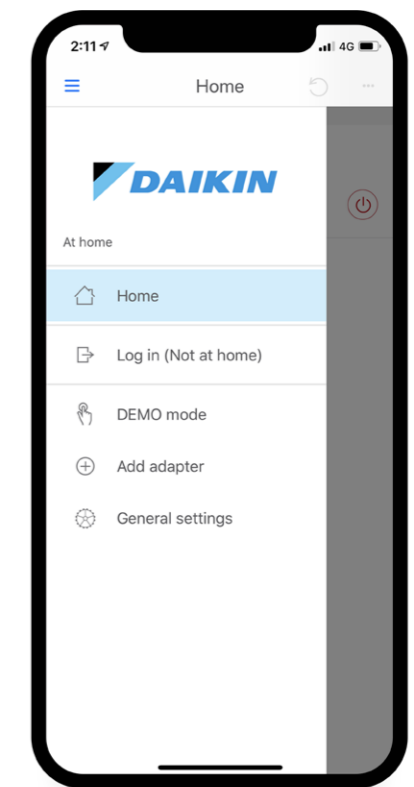 2:11
4G
Home
DAIKIN
At home
Home
Log in (Not at home)
DEMO mode
Add adapter
General settings